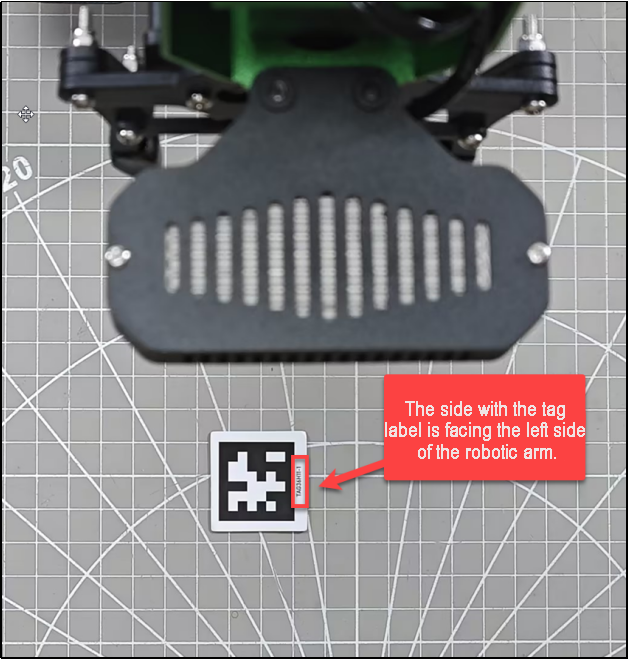 20
The side with the tag
label is facing the left side
of the robotic arm.
TAG36H11-1